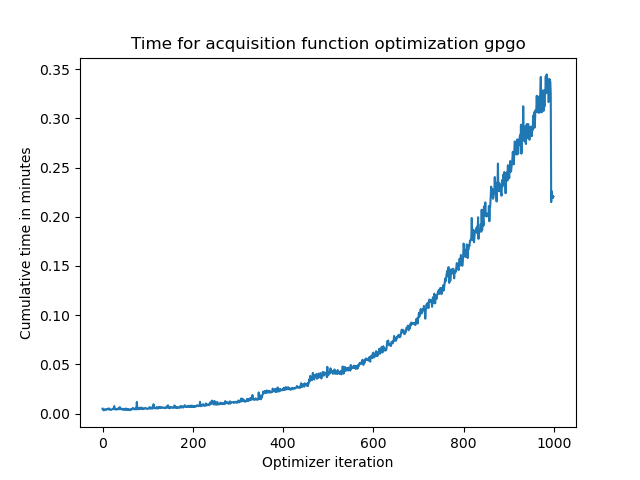 Time for acquisition function optimization gpgo
0.35
0.30
0.25
0.20
0.15
0.10
0.05
0.00
Cumulative time in minutes
0 200 400 600 800 1000
Optimizer iteration